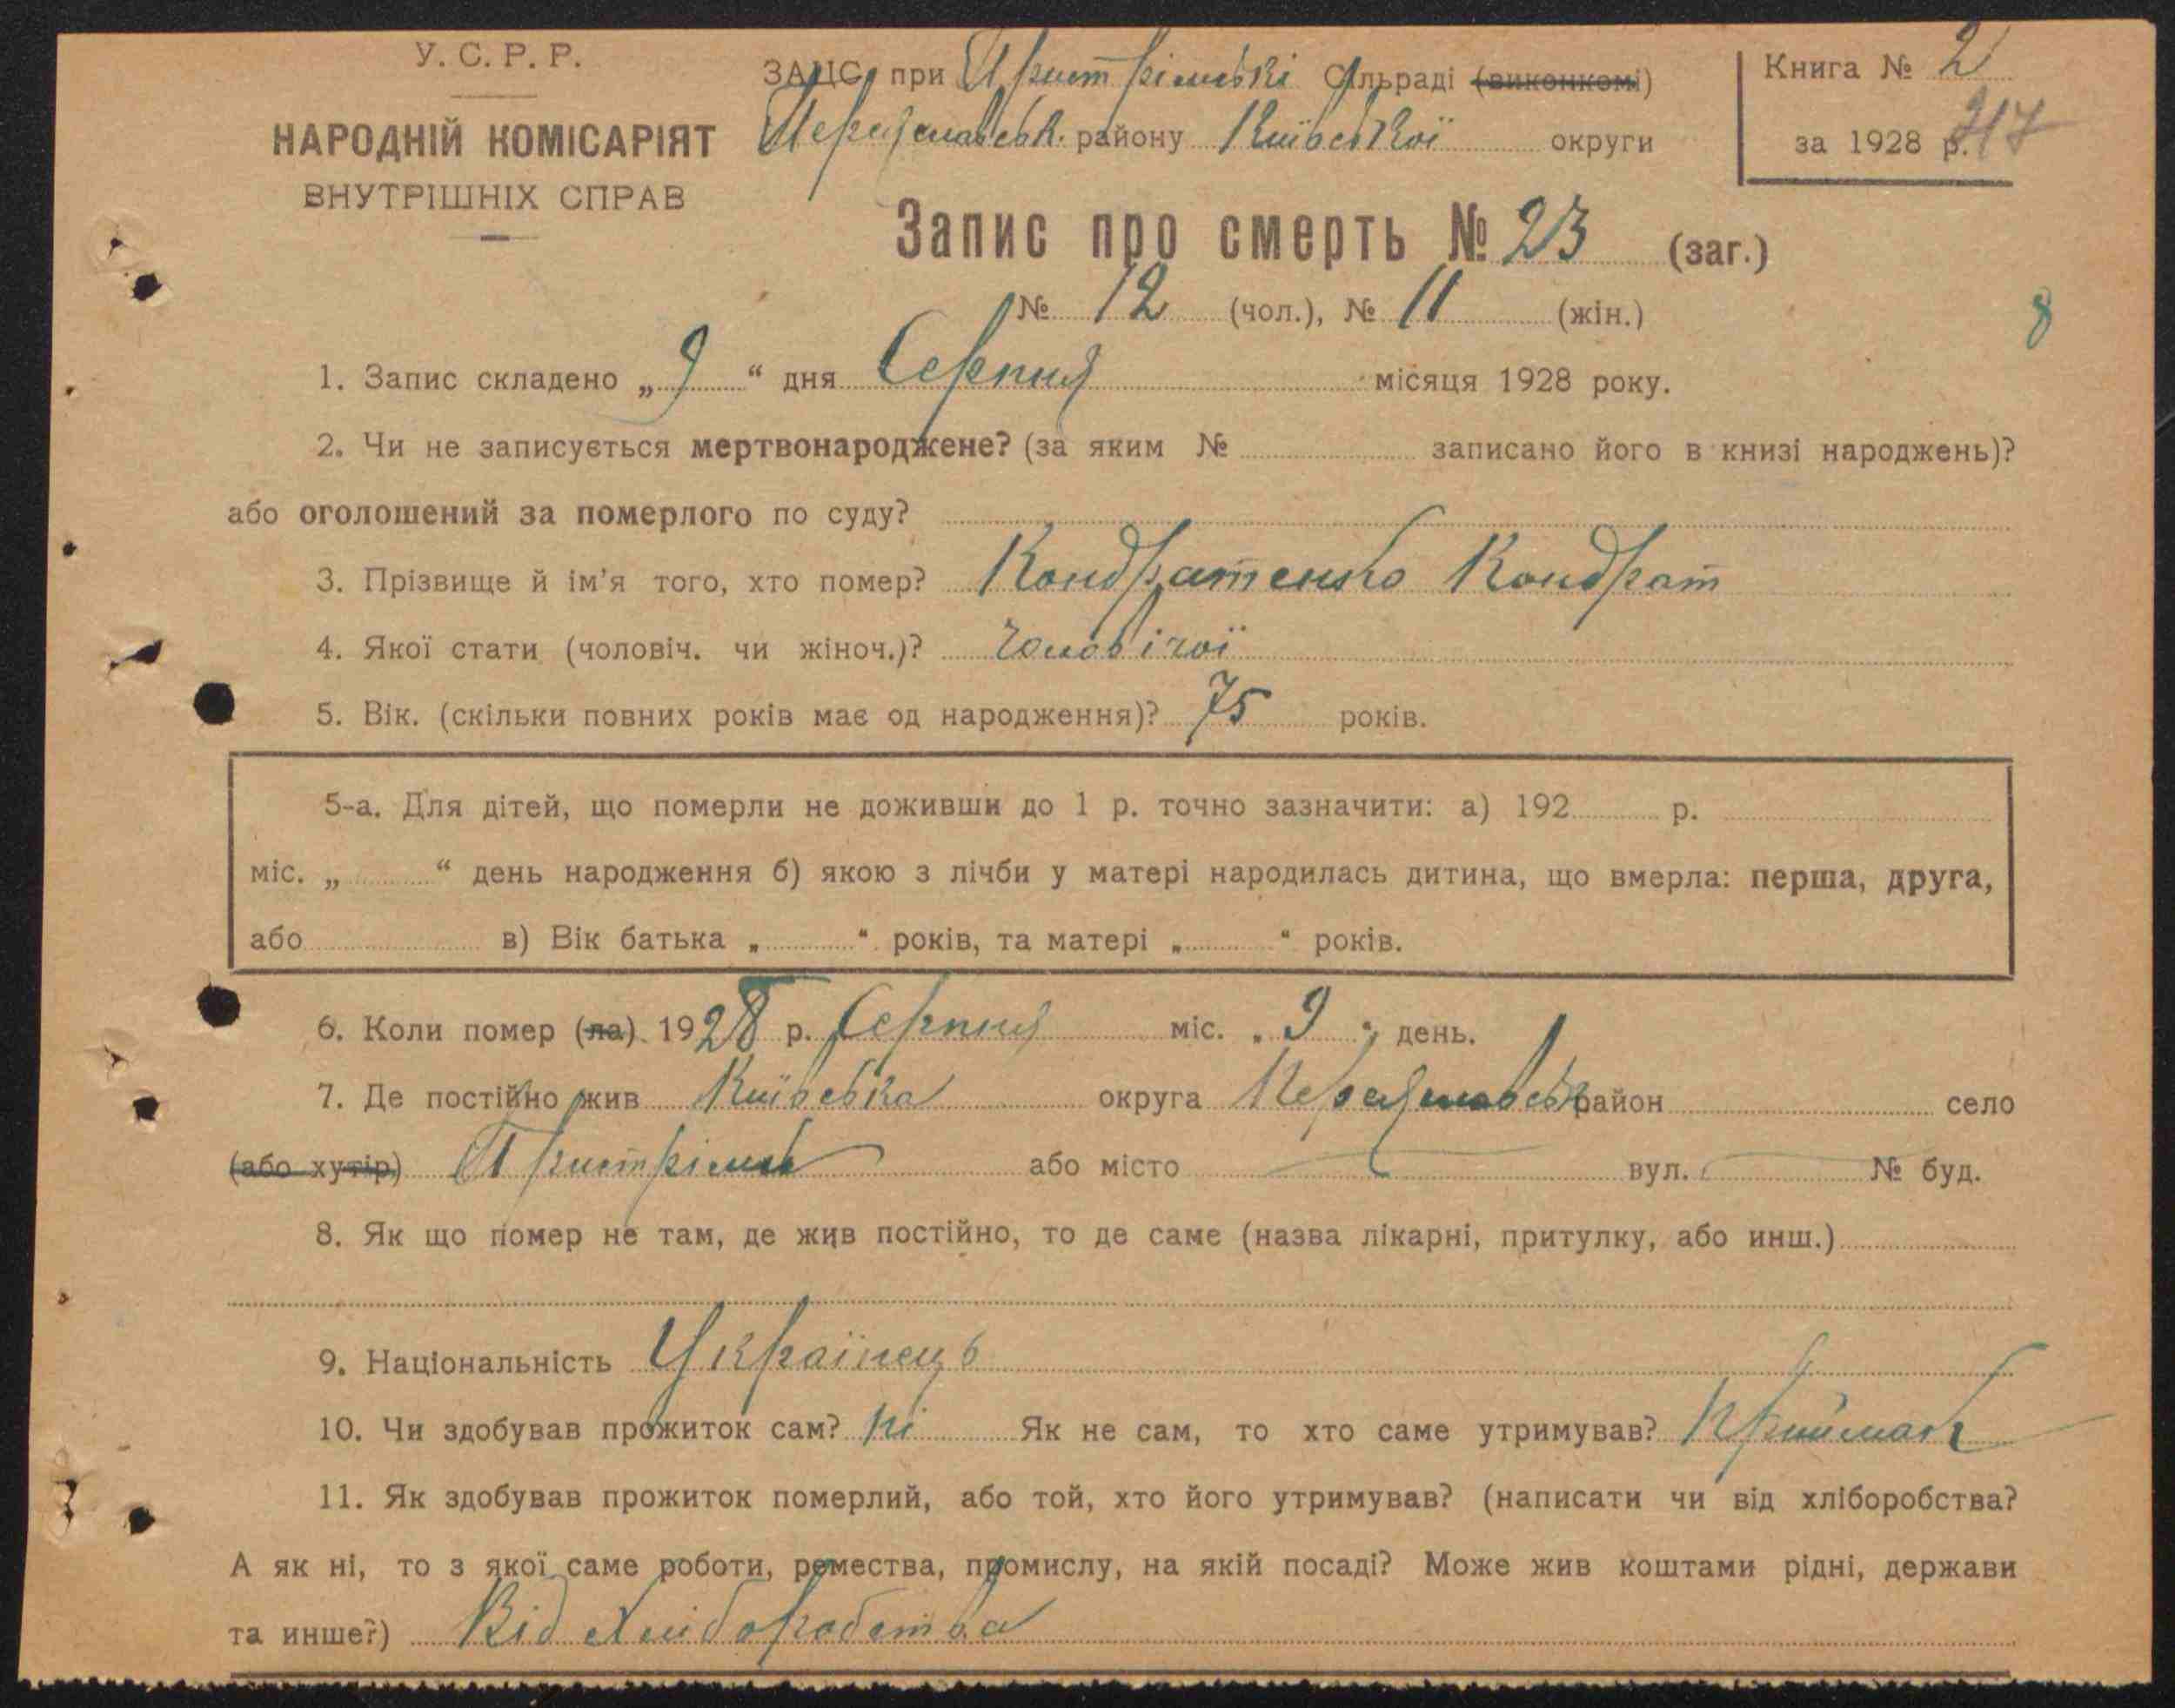 У. С. Р. Р.
НАРОДНІЙ КОМІСАРІЯТ
ВНУТРІШНІХ СПРАВ
ЗАЦС при Пристрімські Сільраді (виконкомі)
Переяславськ. району Київської округи
Книга № 2
за 1928 р. 317
Запис про смерть № 23 (заг.)
№ 12 (чол.), № 11 (жін.)
8
1. Запис складено „ 9 “ дня Серпня місяця 1928 року.
2. Чи не записується мертвонароджене? (за яким № записано його в книзі народжень)?
або оголошений за померлого по суду?
3. Прізвище й ім’я того, хто помер? Кондратенко Кондрат
4. Якої стати (чоловіч. чи жіноч.)? Чоловічої
5. Вік. (скільки повних років має од народження)? 75 років.
5-а. Для дітей, що померли не доживши до 1 р. точно зазначити: а) 192 р.
міс. „ “ день народження б) якою з лічби у матері народилась дитина, що вмерла: перша, друга,
або в) Вік батька „ “ років, та матері „ “ років.
6. Коли помер (ла) 1928 р. Серпня міс. „ 9 “ день.
7. Де постійно жив Київська округа Переяславськ район село
(або хутір) Пристрімь або місто вул. № буд.
8. Як що помер не там, де жив постійно, то де саме (назва лікарні, притулку, або инш.)
9. Національність Українець
10. Чи здобував прожиток сам? ні Як не сам, то хто саме утримував? Приймак
11. Як здобував прожиток померлий, або той, хто його утримував? (написати чи від хліборобства?
А як ні, то з якої саме роботи, ремества, промислу, на якій посаді? Може жив коштами рідні, держави
та инше?) Від Хліборобства